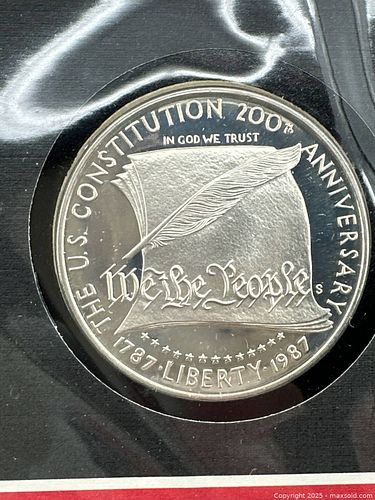 THE U.S. CONSTITUTION 200TH ANNIVERSARY
IN GOD WE TRUST
We the People
S
1787 · LIBERTY · 1987
Copyright 2025 - maxsold.com